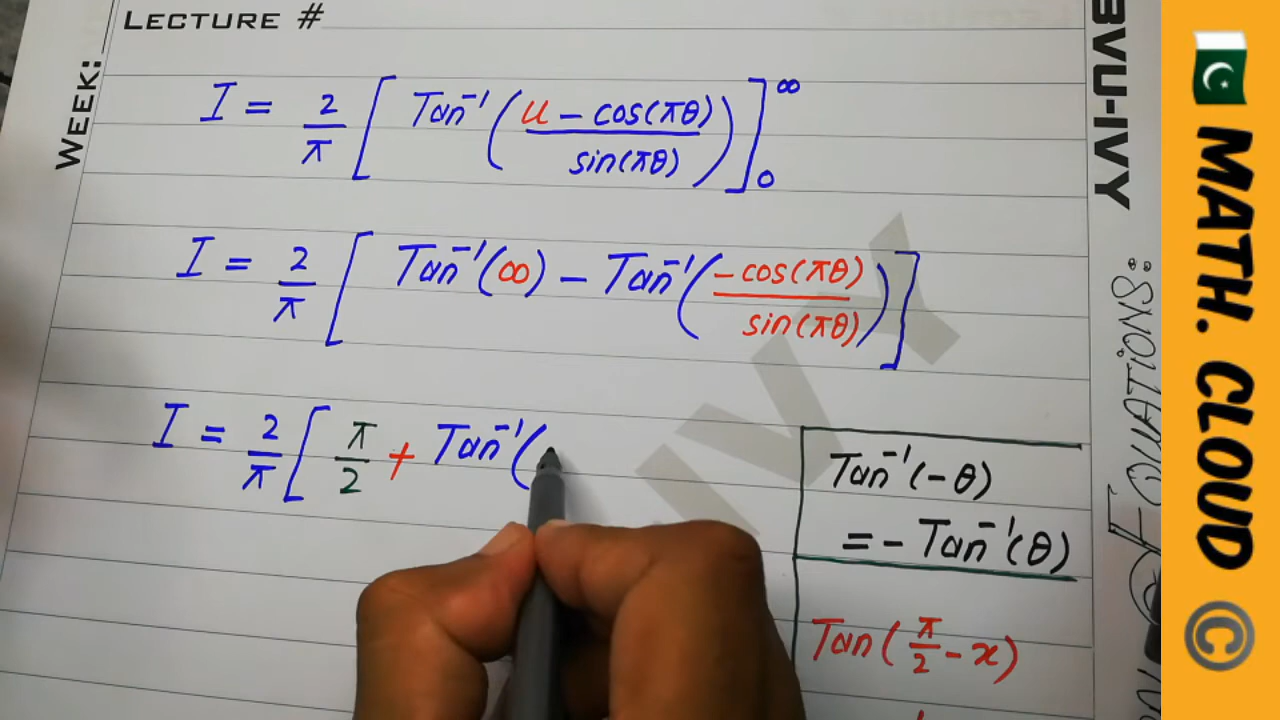 LECTURE #
WEEK:
I = 2/π [ Tan⁻¹( (u − cos(πθ)) / sin(πθ) ) ]₀^∞
I = 2/π [ Tan⁻¹(∞) − Tan⁻¹( −cos(πθ) / sin(πθ) ) ]
I = 2/π [ π/2 + Tan⁻¹(
Tan⁻¹(−θ)
= − Tan⁻¹(θ)
Tan( π/2 − x )
BVU-IVY
IVY
EQUATIONS:
MATH. CLOUD ©